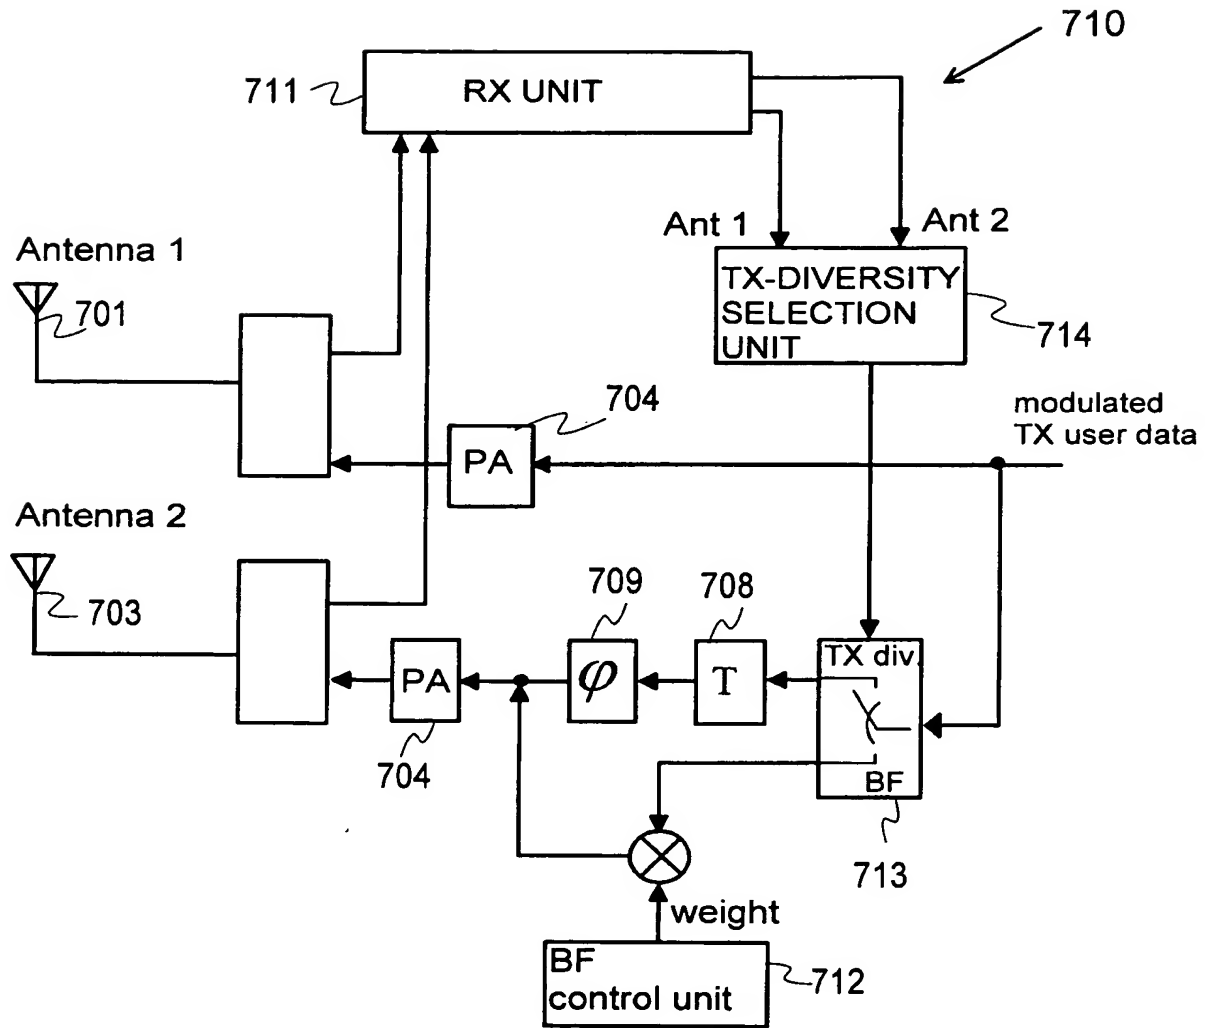 710
711
RX UNIT
Ant 1
Ant 2
Antenna 1
701
TX-DIVERSITY
SELECTION
UNIT
714
704
modulated
TX user data
PA
Antenna 2
703
709
708
TX div.
PA
φ
T
704
BF
713
weight
BF
control unit
712